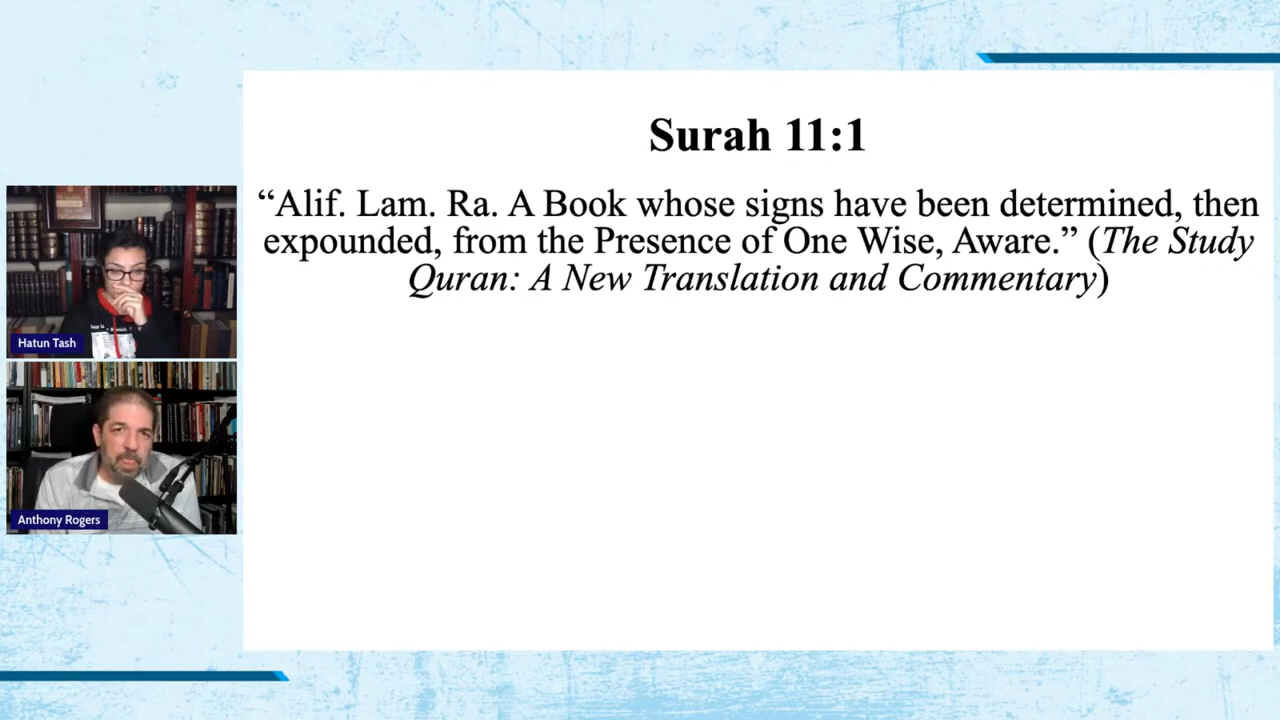 Surah 11:1
“Alif. Lam. Ra. A Book whose signs have been determined, then
expounded, from the Presence of One Wise, Aware.” (The Study
Quran: A New Translation and Commentary)
Hatun Tash
Anthony Rogers